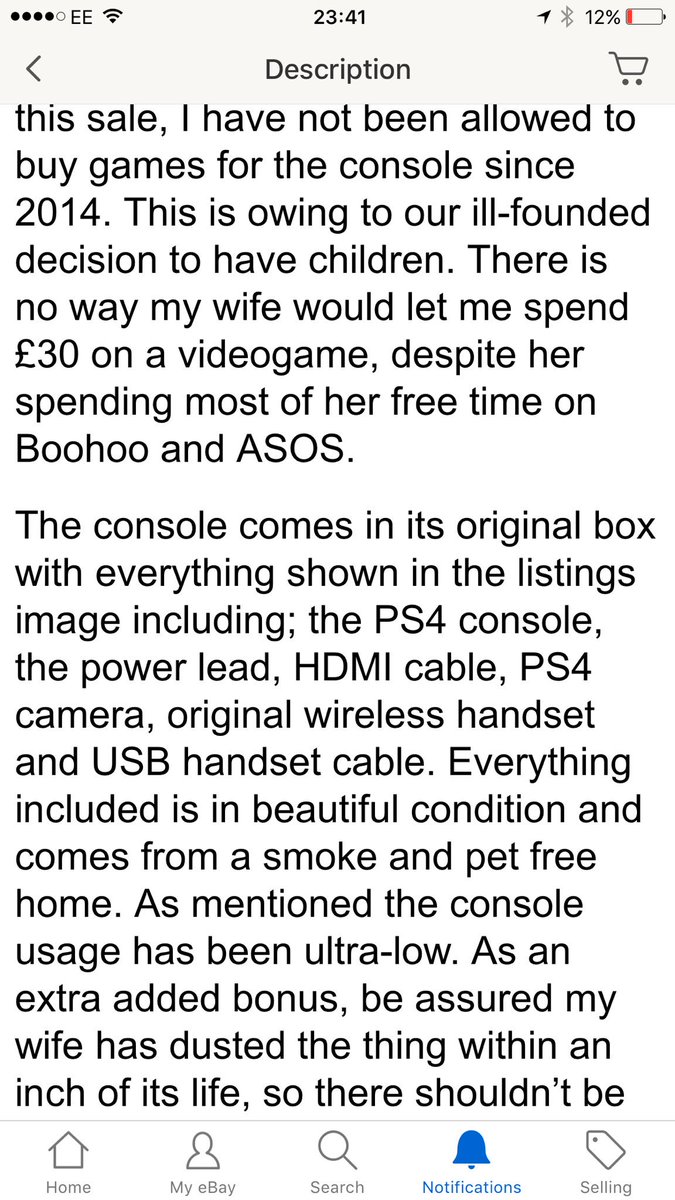 EE 23:41 12%
Description
this sale, I have not been allowed to
buy games for the console since
2014. This is owing to our ill-founded
decision to have children. There is
no way my wife would let me spend
£30 on a videogame, despite her
spending most of her free time on
Boohoo and ASOS.
The console comes in its original box
with everything shown in the listings
image including; the PS4 console,
the power lead, HDMI cable, PS4
camera, original wireless handset
and USB handset cable. Everything
included is in beautiful condition and
comes from a smoke and pet free
home. As mentioned the console
usage has been ultra-low. As an
extra added bonus, be assured my
wife has dusted the thing within an
inch of its life, so there shouldn’t be
Home My eBay Search Notifications Selling